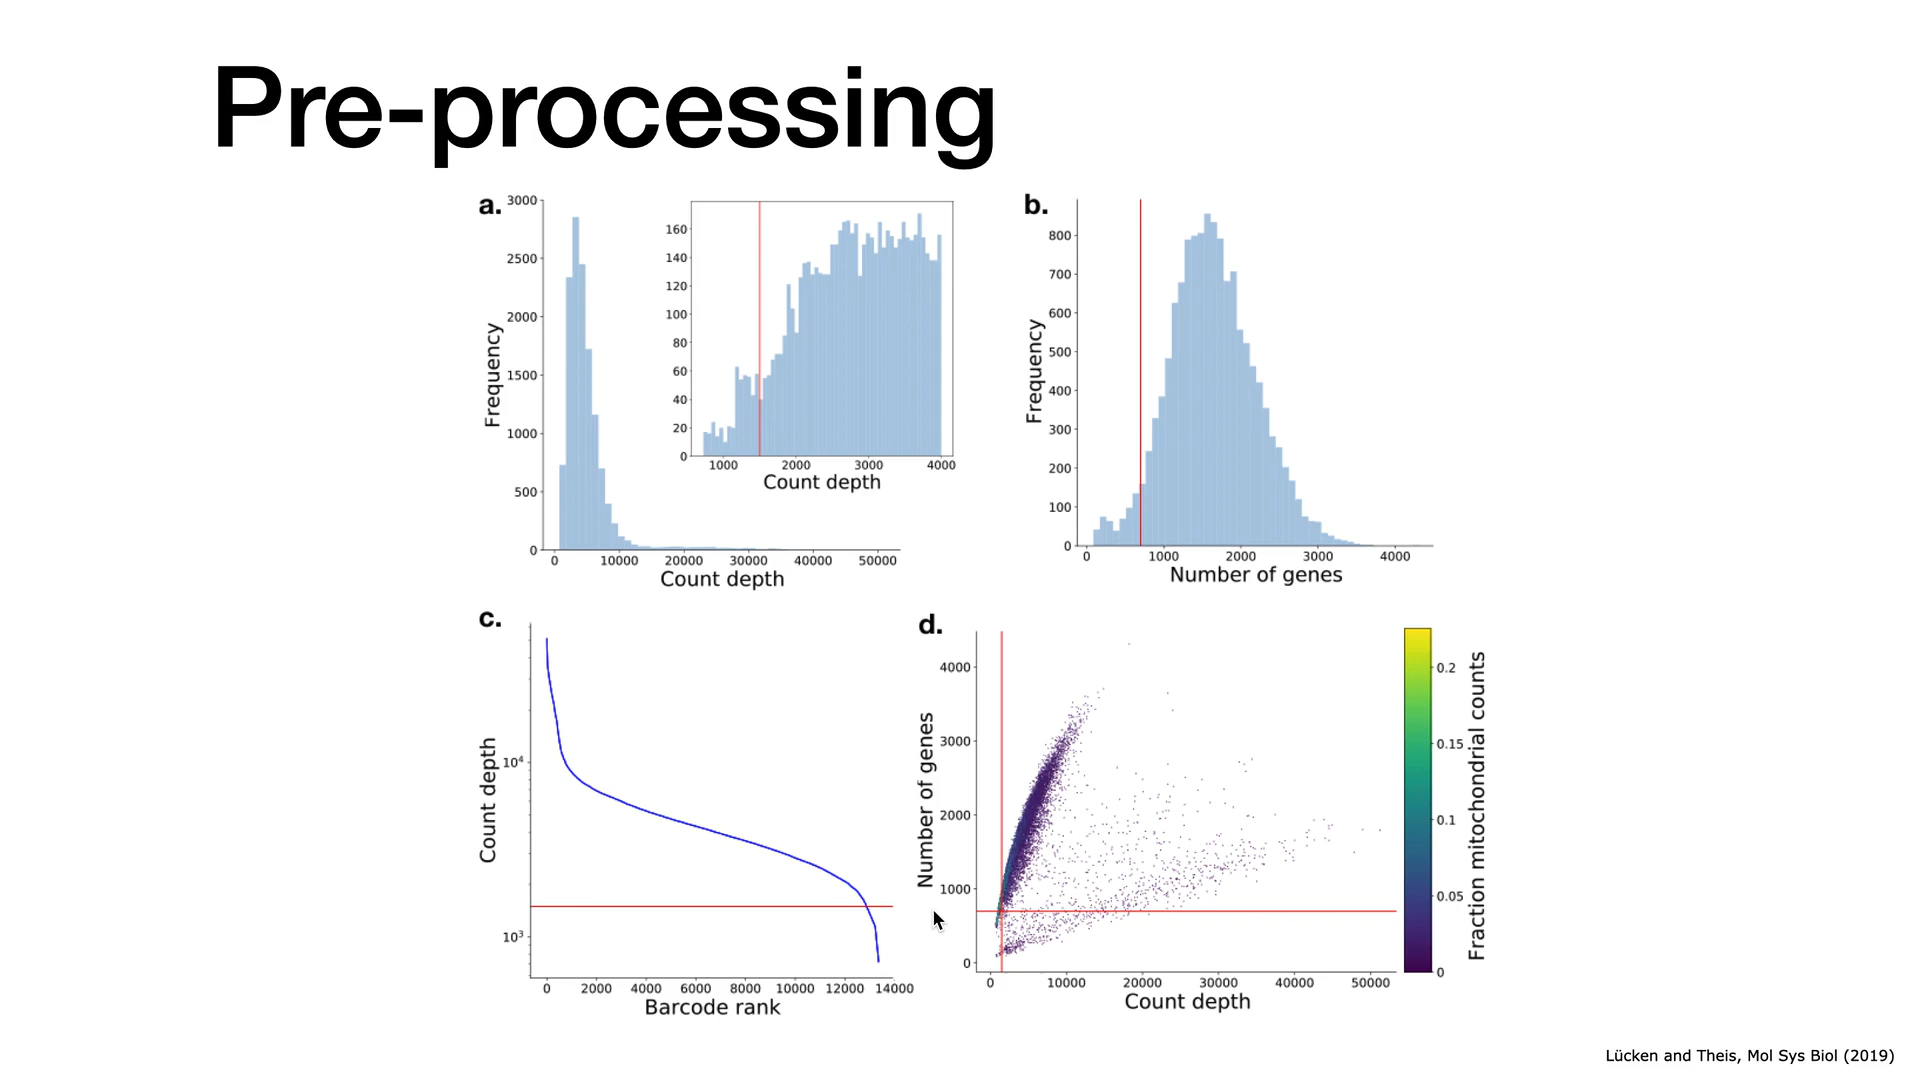 Pre-processing
a.
3000
2500
2000
1500
1000
500
0
Frequency
0 10000 20000 30000 40000 50000
Count depth
160
140
120
100
80
60
40
20
0
1000 2000 3000 4000
Count depth
b.
800
700
600
500
400
300
200
100
0
Frequency
0 1000 2000 3000 4000
Number of genes
c.
10⁴
10³
Count depth
0 2000 4000 6000 8000 10000 12000 14000
Barcode rank
d.
4000
3000
2000
1000
0
Number of genes
0 10000 20000 30000 40000 50000
Count depth
0.2
0.15
0.1
0.05
0
Fraction mitochondrial counts
Lücken and Theis, Mol Sys Biol (2019)